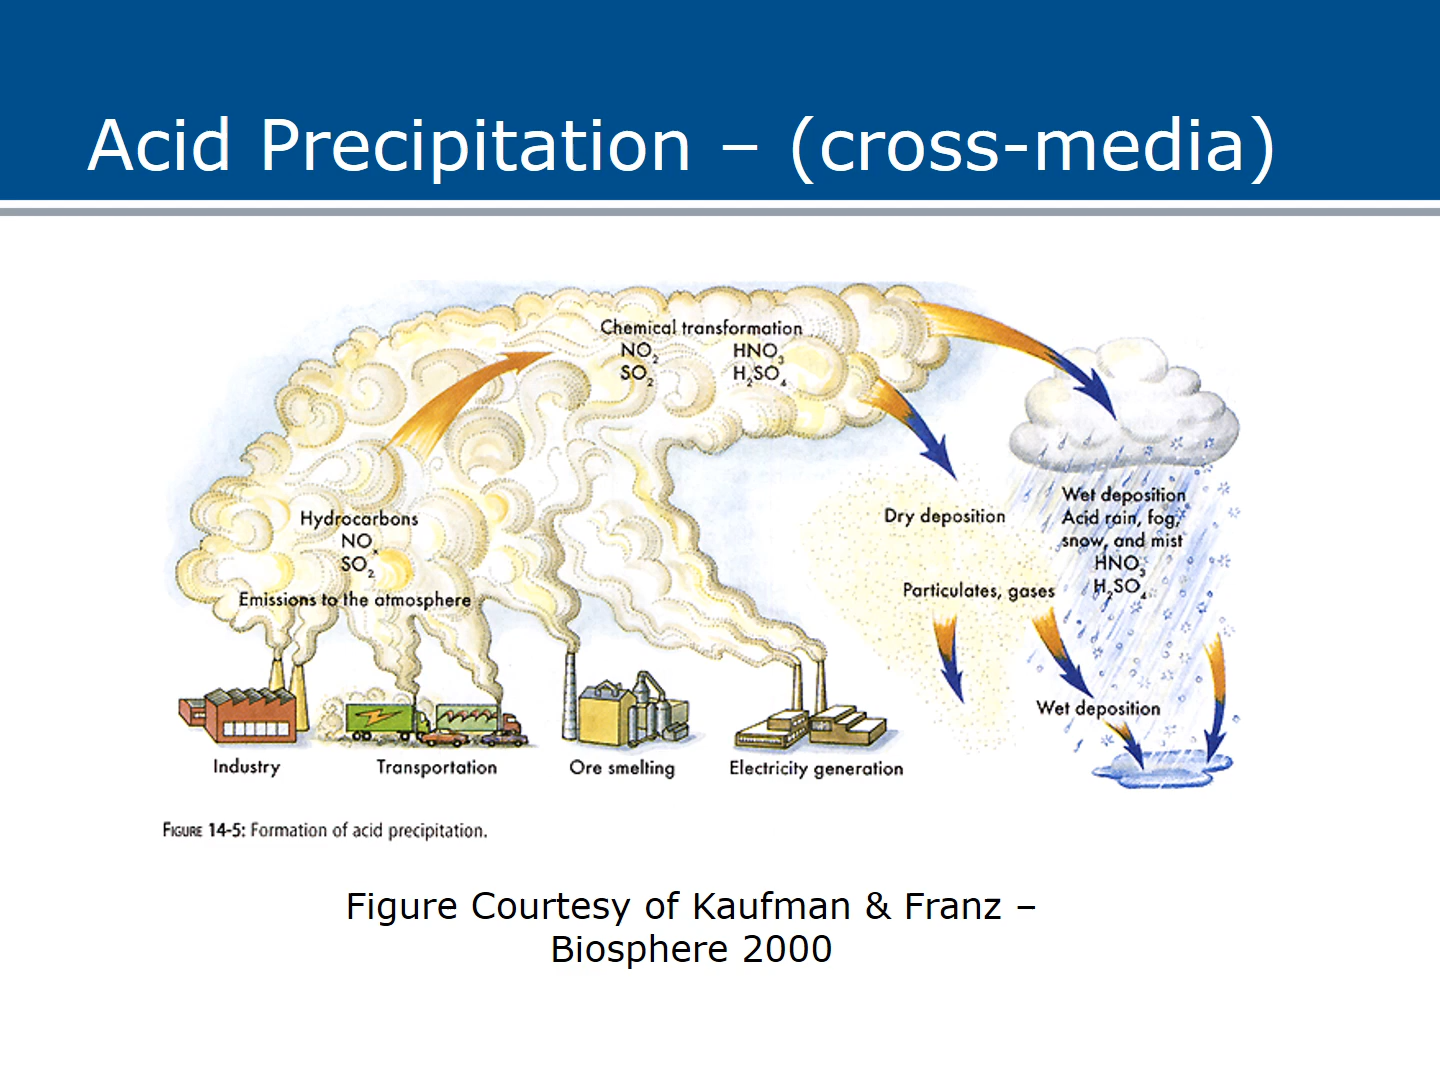 Acid Precipitation – (cross-media)
Chemical transformation
NO₂ HNO₃
SO₂ H₂SO₄
Hydrocarbons
NOₓ
SO₂
Emissions to the atmosphere
Dry deposition
Particulates, gases
Wet deposition
Acid rain, fog,
snow, and mist
HNO₃
H₂SO₄
Wet deposition
Industry
Transportation
Ore smelting
Electricity generation
FIGURE 14-5: Formation of acid precipitation.
Figure Courtesy of Kaufman & Franz –
Biosphere 2000